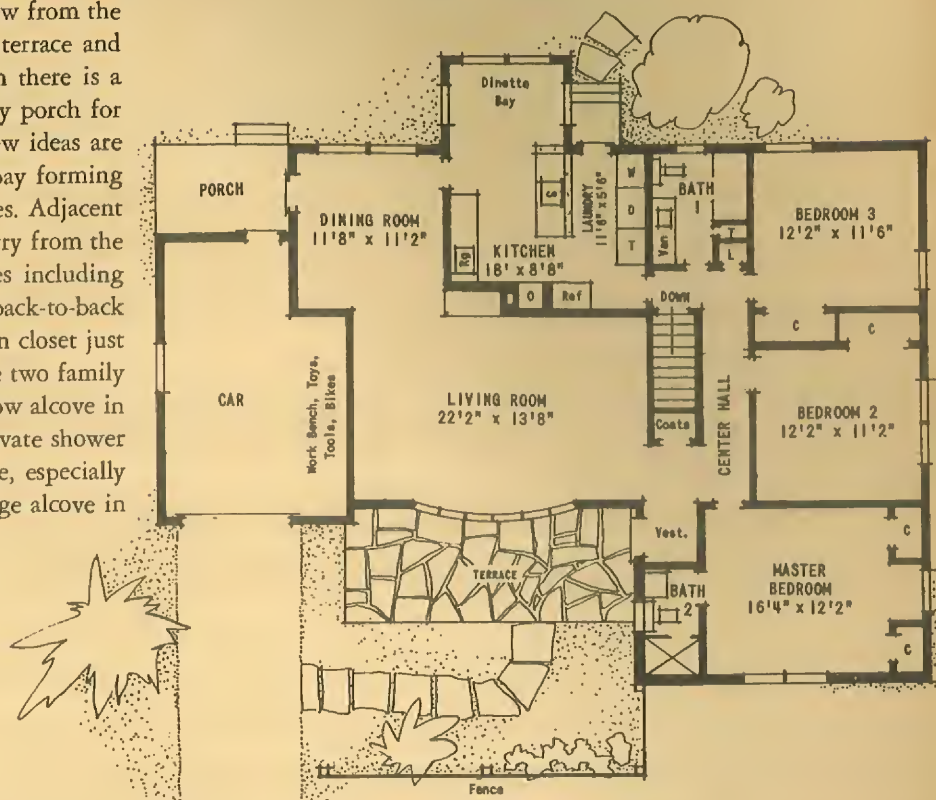 w from the
terrace and
n there is a
y porch for
w ideas are
bay forming
es. Adjacent
ry from the
es including
back-to-back
n closet just
e two family
ow alcove in
ivate shower
e, especially
ge alcove in
Dinette
Bay
PORCH
DINING ROOM
11'8" x 11'2"
KITCHEN
18' x 8'8"
Rg
S
O
Ref
LAUNDRY
11'6" x 5'6"
W
D
T
BATH
1
Van
T
L
BEDROOM 3
12'2" x 11'6"
DOWN
C
C
CAR
Work Bench, Toys,
Tools, Bikes
LIVING ROOM
22'2" x 13'8"
Coats
CENTER HALL
BEDROOM 2
12'2" x 11'2"
TERRACE
Vest.
BATH
2
MASTER
BEDROOM
16'4" x 12'2"
C
C
Fence